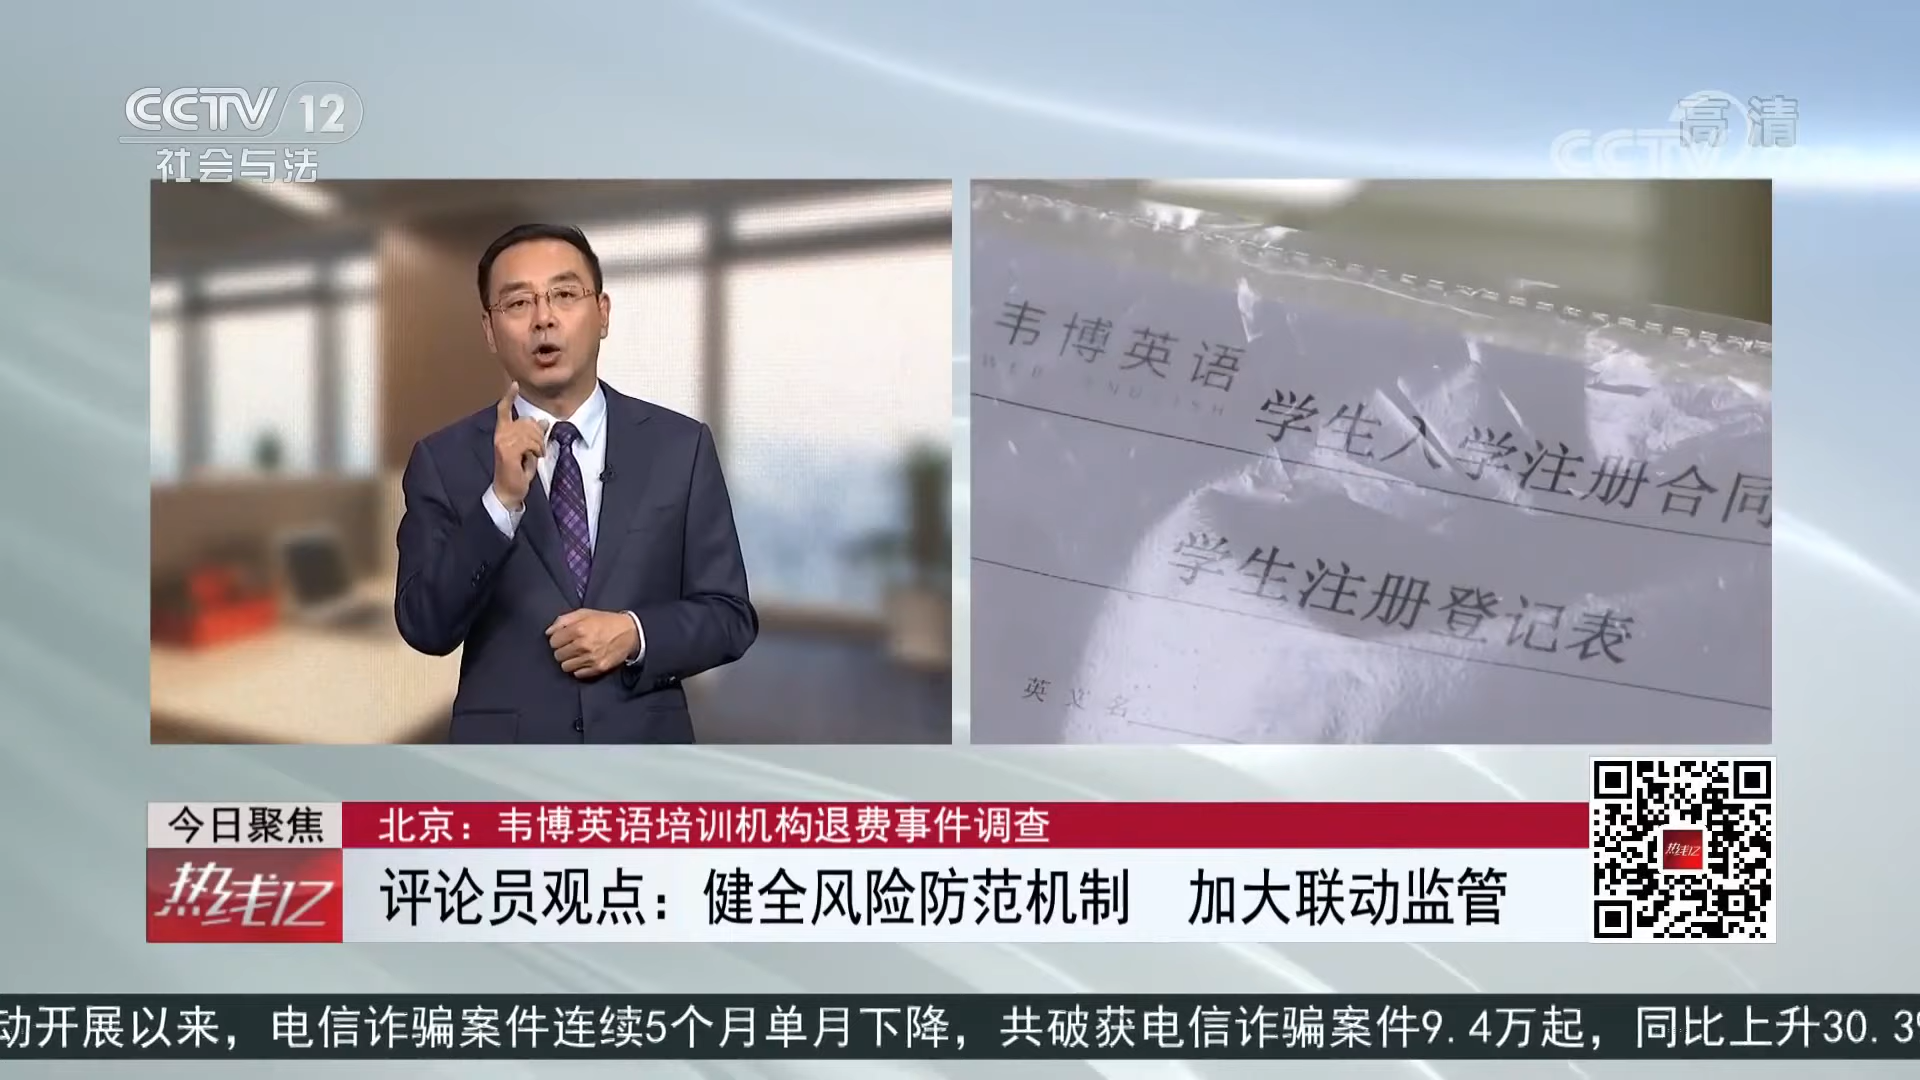 CCTV 12
社会与法
高清
CCTV
韦博英语
学生入学注册合同
学生注册登记表
英文名
今日聚焦
北京：韦博英语培训机构退费事件调查
热线12
评论员观点：健全风险防范机制 加大联动监管
热线12
动开展以来，电信诈骗案件连续5个月单月下降，共破获电信诈骗案件9.4万起，同比上升30.3%